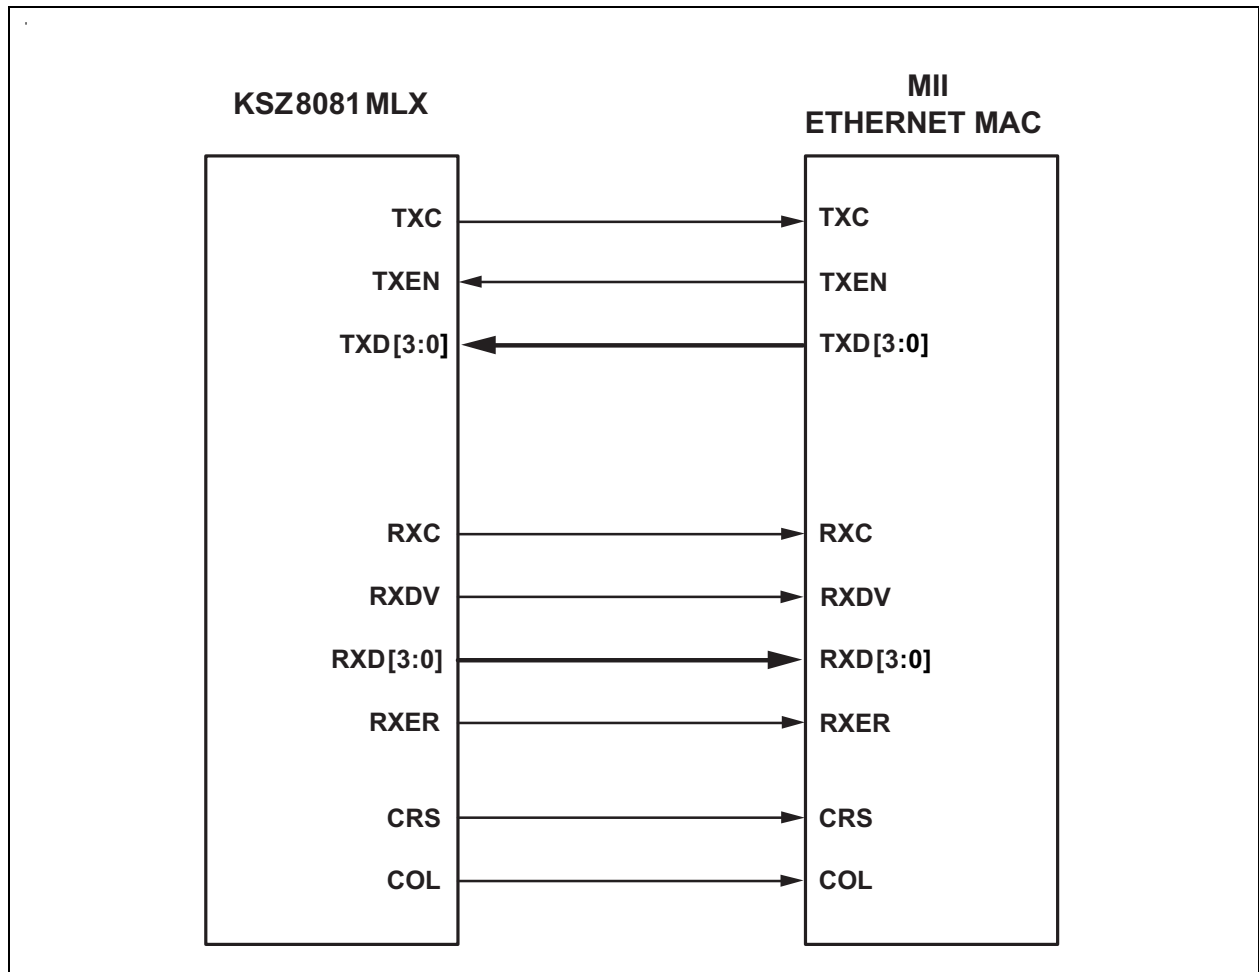 KSZ8081MLX
MII
ETHERNET MAC
TXC
TXC
TXEN
TXEN
TXD[3:0]
TXD[3:0]
RXC
RXC
RXDV
RXDV
RXD[3:0]
RXD[3:0]
RXER
RXER
CRS
CRS
COL
COL